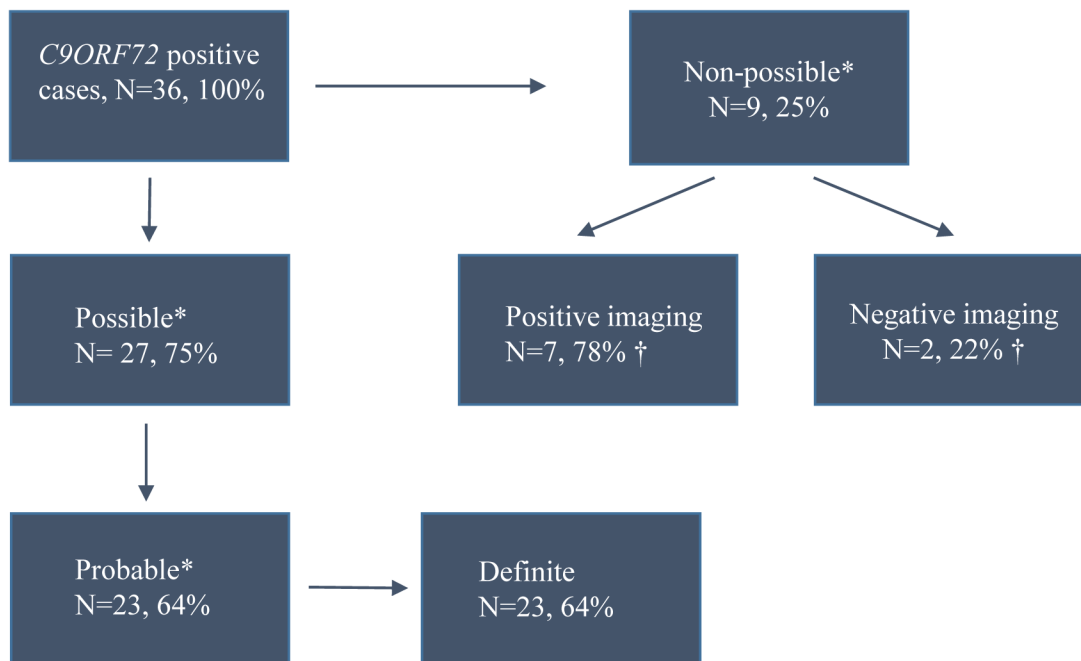 C9ORF72 positive
cases, N=36, 100%
Non-possible*
N=9, 25%
Possible*
N= 27, 75%
Positive imaging
N=7, 78% †
Negative imaging
N=2, 22% †
Probable*
N=23, 64%
Definite
N=23, 64%